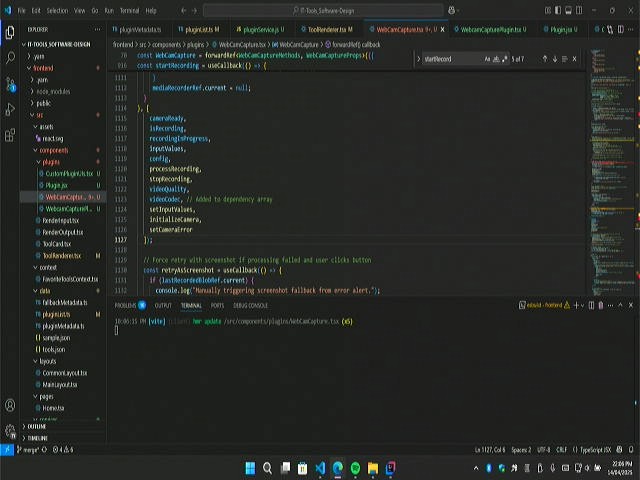 File Edit Selection View Go Run Terminal Help
IT-Tools_Software-Design
EXPLORER
pluginMetadata.ts
pluginList.ts M
pluginService.js U
ToolRenderer.tsx M
WebCamCapture.tsx 9+, U
WebcamCapturePlugin.tsx U
Plugin.jsx U
IT-TOOLS_SOFTWARE-DESIGN
.yarn
frontend
.yarn
node_modules
public
src
assets
react.svg
components
plugins
CustomPluginUIs.tsx U
Plugin.jsx U
WebCamCaptur... 9+, U
WebcamCapturePl... U
RenderInput.tsx
RenderOutput.tsx
ToolCard.tsx
ToolRenderer.tsx M
context
FavoriteToolsContext.tsx
data
fallbackMetadata.ts
pluginList.ts M
pluginMetadata.ts
sample.json
tools.json
layouts
CommonLayout.tsx
MainLayout.tsx
pages
Home.tsx
OUTLINE
TIMELINE
frontend > src > components > plugins > WebCamCapture.tsx > WebCamCapture > forwardRef() callback
70 const WebCamCapture = forwardRef<WebCamCaptureMethods, WebCamCaptureProps>(({
916 const startRecording = useCallback(() => {
startRecord
Aa
5 of 7
1111 }
1112 mediaRecorderRef.current = null;
1113 }
1114 }, [
1115 cameraReady,
1116 isRecording,
1117 recordingInProgress,
1118 inputValues,
1119 config,
1120 processRecording,
1121 stopRecording,
1122 videoQuality,
1123 videoCodec, // Added to dependency array
1124 setInputValues,
1125 initializeCamera,
1126 setCameraError
1127 ]);
1128
1129 // Force retry with screenshot if processing failed and user clicks button
1130 const retryAsScreenshot = useCallback(() => {
1131 if (lastRecordedBlobRef.current) {
1132 console.log("Manually triggering screenshot fallback from error alert.");
PROBLEMS OUTPUT TERMINAL PORTS DEBUG CONSOLE
esbuild - frontend
10:06:15 PM [vite] (client) hmr update /src/components/plugins/WebCamCapture.tsx (x5)
merge* 4 6
Ln 1127, Col 6 Spaces: 2 UTF-8 CRLF {} TypeScript JSX
22:06 PM
14/04/2025